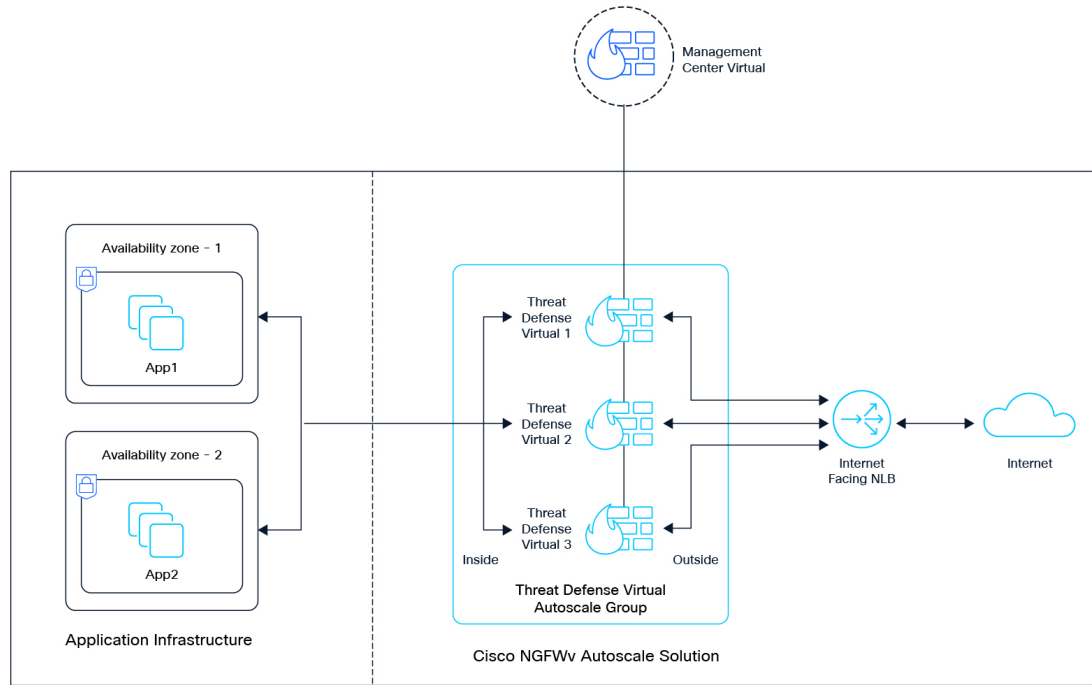 Management
Center Virtual
Availability zone - 1
App1
Availability zone - 2
App2
Application Infrastructure
Threat
Defense
Virtual 1
Threat
Defense
Virtual 2
Threat
Defense
Virtual 3
Inside
Outside
Threat Defense Virtual
Autoscale Group
Cisco NGFWv Autoscale Solution
Internet
Facing NLB
Internet